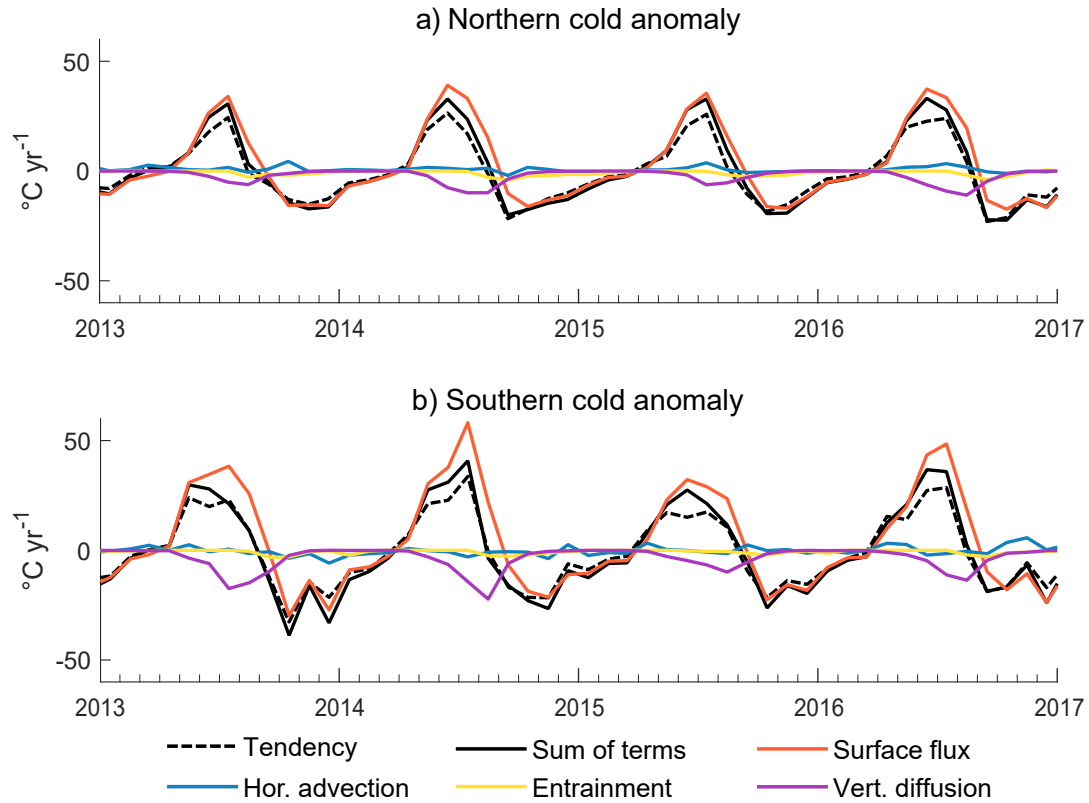 a) Northern cold anomaly
50
0
-50
°C yr-1
2013 2014 2015 2016 2017
b) Southern cold anomaly
50
0
-50
°C yr-1
2013 2014 2015 2016 2017
Tendency Sum of terms Surface flux
Hor. advection Entrainment Vert. diffusion